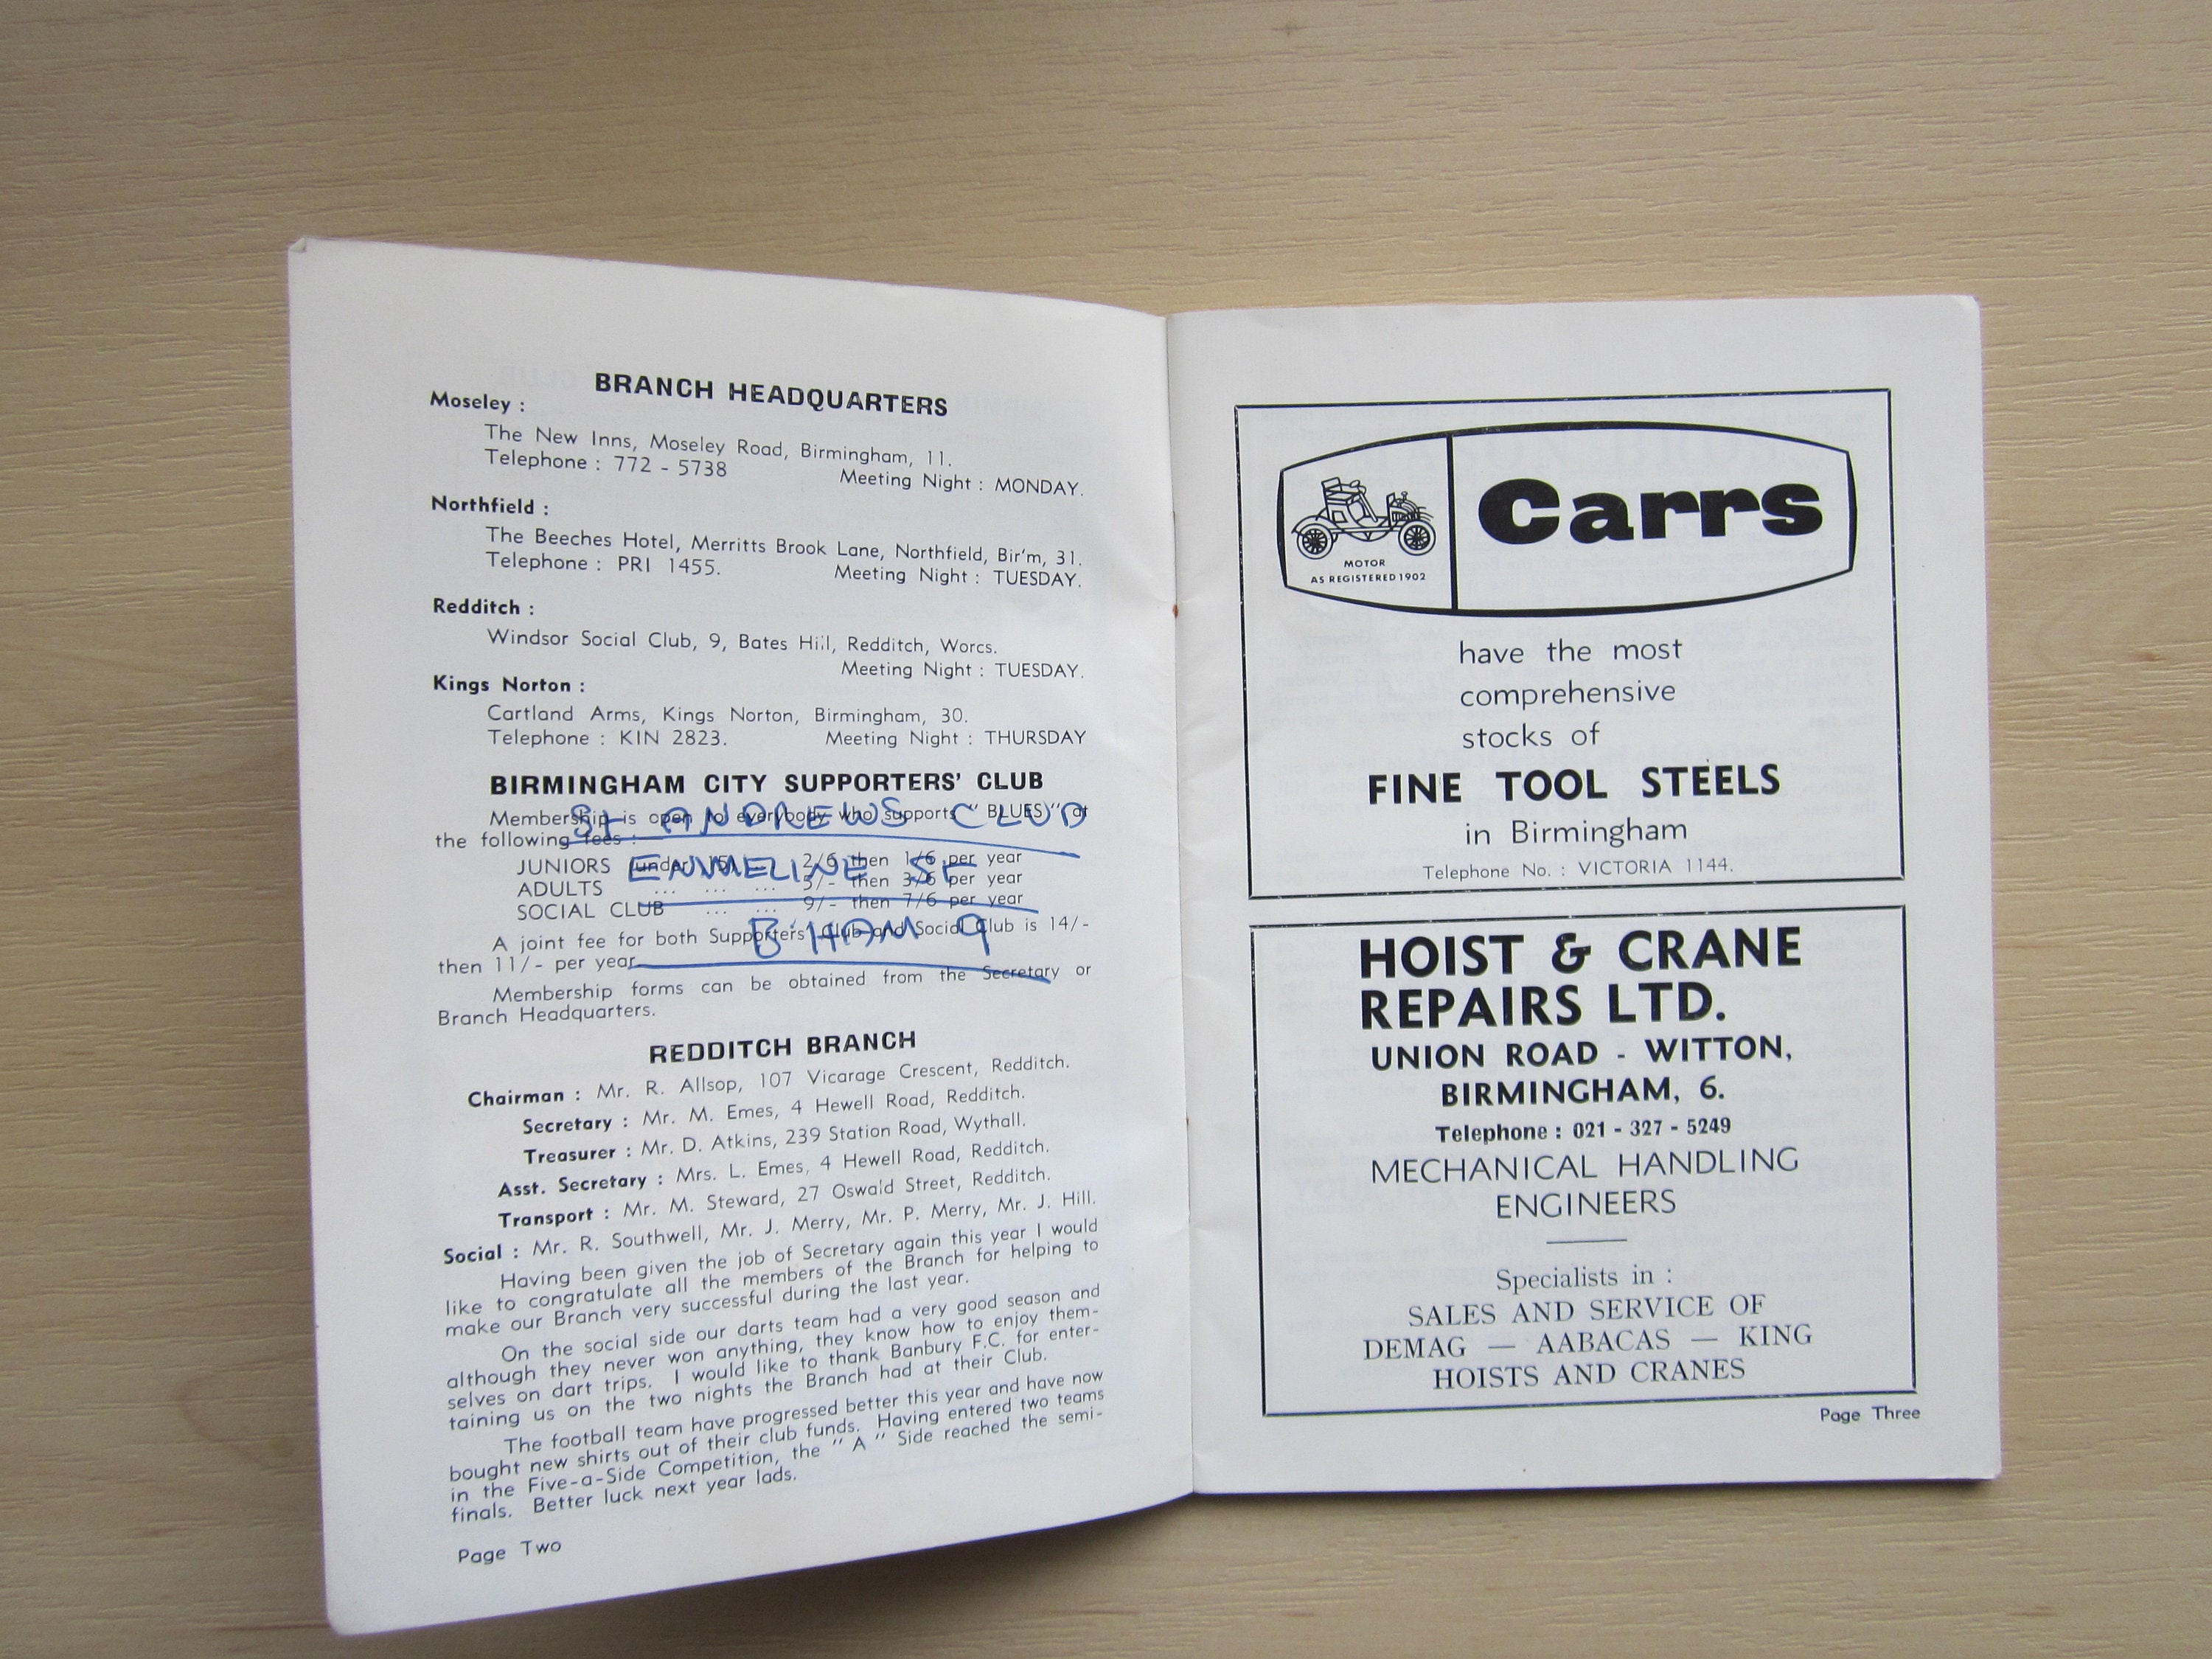 BRANCH HEADQUARTERS
Moseley :
The New Inns, Moseley Road, Birmingham, 11.
Telephone : 772 - 5738 Meeting Night : MONDAY.
Northfield :
The Beeches Hotel, Merritts Brook Lane, Northfield, Bir'm, 31.
Telephone : PRI 1455. Meeting Night : TUESDAY.
Redditch :
Windsor Social Club, 9, Bates Hill, Redditch, Worcs.
Meeting Night : TUESDAY.
Kings Norton :
Cartland Arms, Kings Norton, Birmingham, 30.
Telephone : KIN 2823. Meeting Night : THURSDAY
BIRMINGHAM CITY SUPPORTERS' CLUB
Membership is open to everybody who supports " BLUES " at
the following fees :
St ANDREWS CLUB
JUNIORS under 15 ... 2/6 then 1/6 per year
EMMELINE St
ADULTS ... ... ... 5/- then 3/6 per year
SOCIAL CLUB ... ... 9/- then 7/6 per year
B'HAM 9
A joint fee for both Supporters' Club and Social Club is 14/-
then 11/- per year
Membership forms can be obtained from the Secretary or
Branch Headquarters.
REDDITCH BRANCH
Chairman : Mr. R. Allsop, 107 Vicarage Crescent, Redditch.
Secretary : Mr. M. Emes, 4 Hewell Road, Redditch.
Treasurer : Mr. D. Atkins, 239 Station Road, Wythall.
Asst. Secretary : Mrs. L. Emes, 4 Hewell Road, Redditch.
Transport : Mr. M. Steward, 27 Oswald Street, Redditch.
Social : Mr. R. Southwell, Mr. J. Merry, Mr. P. Merry, Mr. J. Hill.
Having been given the job of Secretary again this year I would
like to congratulate all the members of the Branch for helping to
make our Branch very successful during the last year.
On the social side our darts team had a very good season and
although they never won anything, they know how to enjoy them-
selves on dart trips. I would like to thank Banbury F.C. for enter-
taining us on the two nights the Branch had at their Club.
The football team have progressed better this year and have now
bought new shirts out of their club funds. Having entered two teams
in the Five-a-Side Competition, the " A " Side reached the semi-
finals. Better luck next year lads.
Page Two
Carrs
MOTOR
AS REGISTERED 1902
have the most
comprehensive
stocks of
FINE TOOL STEELS
in Birmingham
Telephone No. : VICTORIA 1144.
HOIST & CRANE
REPAIRS LTD.
UNION ROAD - WITTON,
BIRMINGHAM, 6.
Telephone : 021 - 327 - 5249
MECHANICAL HANDLING
ENGINEERS
Specialists in :
SALES AND SERVICE OF
DEMAG — AABACAS — KING
HOISTS AND CRANES
Page Three